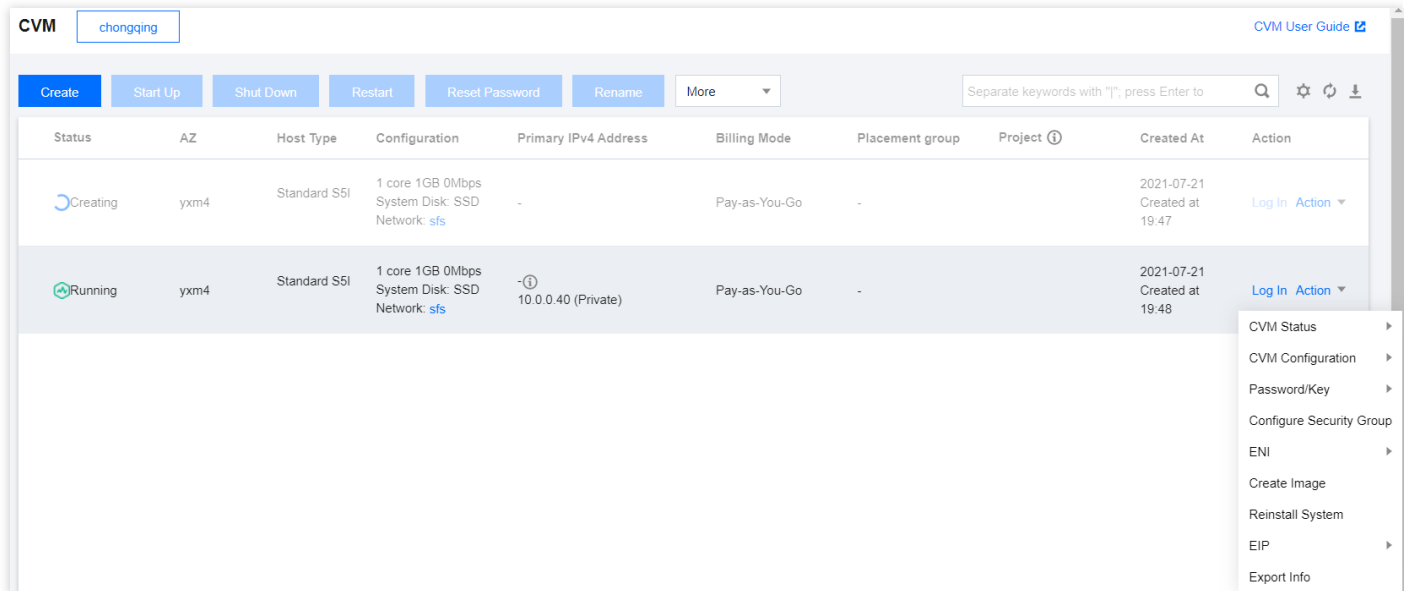 CVM chongqing CVM User Guide
Create Start Up Shut Down Restart Reset Password Rename More Separate keywords with "|"; press Enter to
Status AZ Host Type Configuration Primary IPv4 Address Billing Mode Placement group Project Created At Action
Creating yxm4 Standard S5I 1 core 1GB 0Mbps - Pay-as-You-Go - 2021-07-21 Log In Action
System Disk: SSD Created at
Network: sfs 19:47
Running yxm4 Standard S5I 1 core 1GB 0Mbps - Pay-as-You-Go - 2021-07-21 Log In Action
System Disk: SSD 10.0.0.40 (Private) Created at
Network: sfs 19:48
CVM Status
CVM Configuration
Password/Key
Configure Security Group
ENI
Create Image
Reinstall System
EIP
Export Info